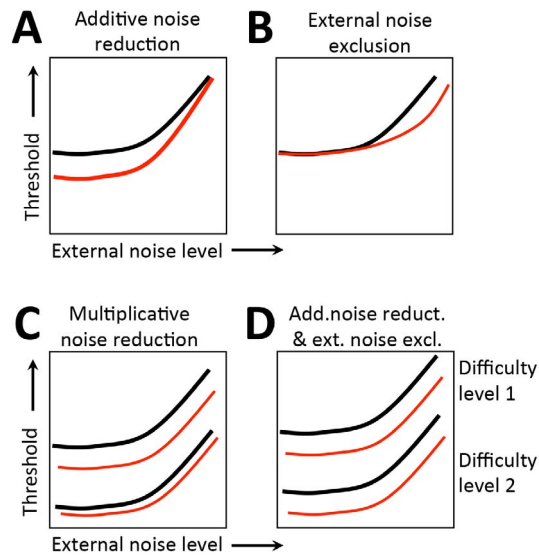 A
Additive noise
reduction
B
External noise
exclusion
Threshold
External noise level
C
Multiplicative
noise reduction
D
Add.noise reduct.
& ext. noise excl.
Difficulty
level 1
Difficulty
level 2
Threshold
External noise level